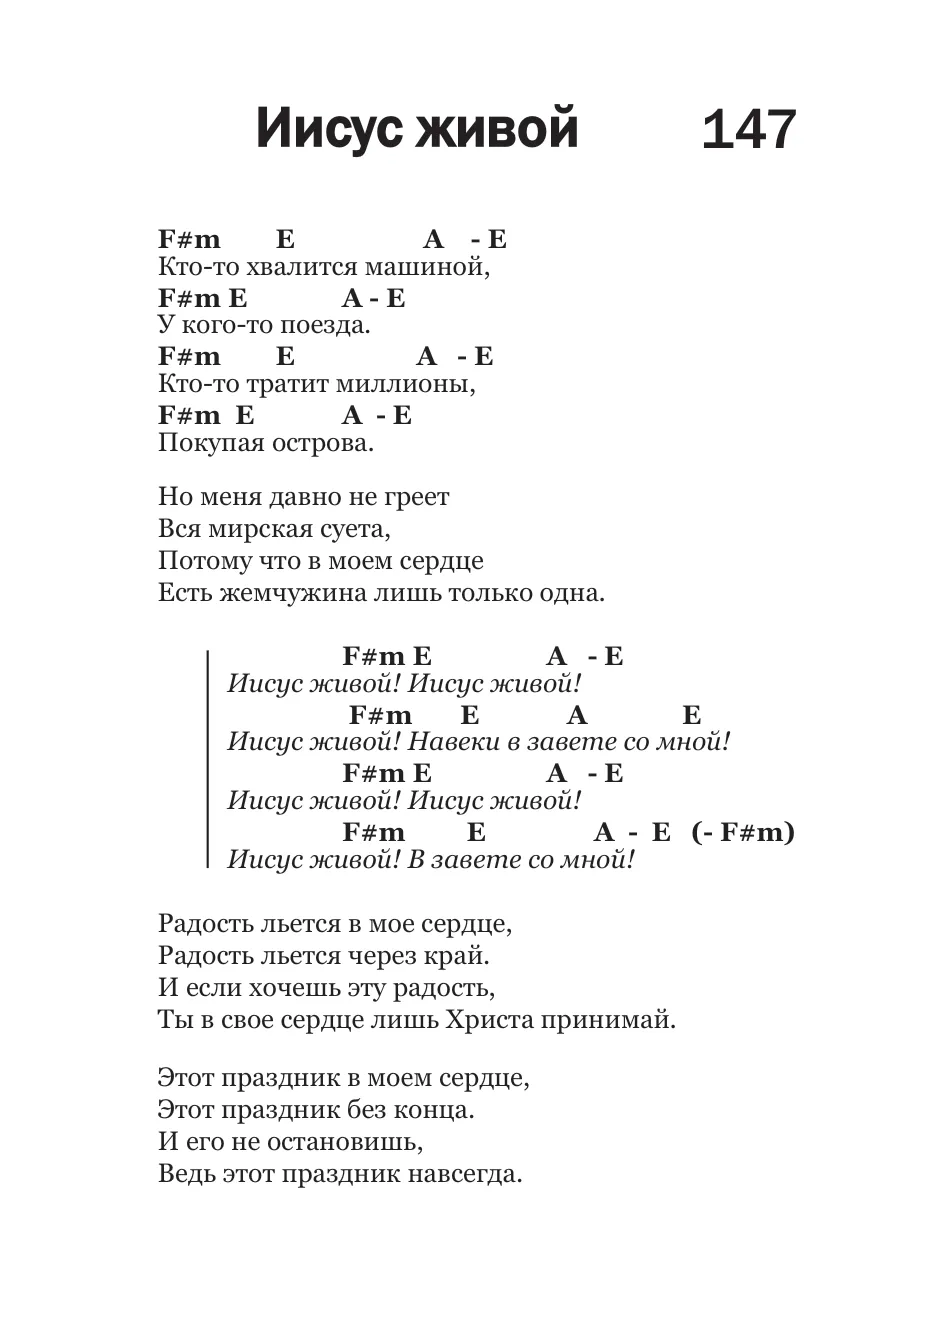 Иисус живой 147
F#m E A - E
Кто-то хвалится машиной,
F#m E A - E
У кого-то поезда.
F#m E A - E
Кто-то тратит миллионы,
F#m E A - E
Покупая острова.
Но меня давно не греет
Вся мирская суета,
Потому что в моем сердце
Есть жемчужина лишь только одна.
F#m E A - E
Иисус живой! Иисус живой!
F#m E A E
Иисус живой! Навеки в завете со мной!
F#m E A - E
Иисус живой! Иисус живой!
F#m E A - E (- F#m)
Иисус живой! В завете со мной!
Радость льется в мое сердце,
Радость льется через край.
И если хочешь эту радость,
Ты в свое сердце лишь Христа принимай.
Этот праздник в моем сердце,
Этот праздник без конца.
И его не остановишь,
Ведь этот праздник навсегда.